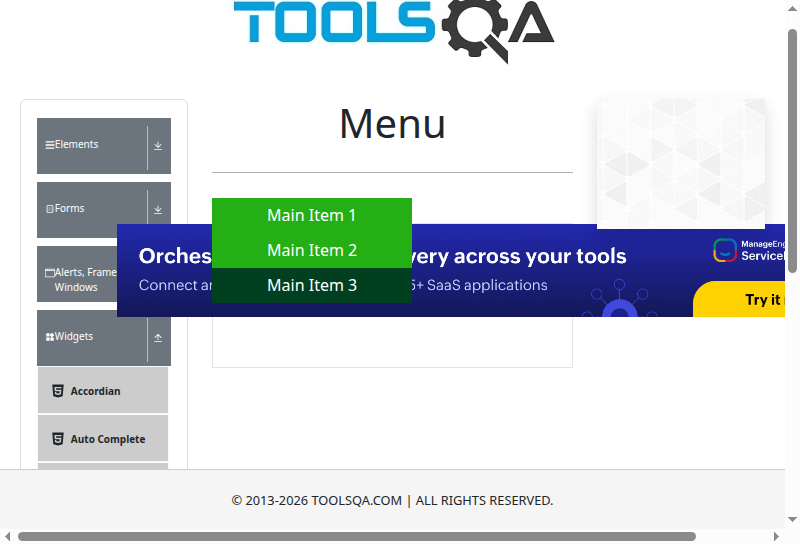 TOOLSQA
Menu
Elements
Forms
Alerts, Frame
Windows
Widgets
Accordian
Auto Complete
Main Item 1
Main Item 2
Main Item 3
Orches
very across your tools
Connect
5+ SaaS applications
ManageEng
Service
Try it
© 2013-2026 TOOLSQA.COM | ALL RIGHTS RESERVED.